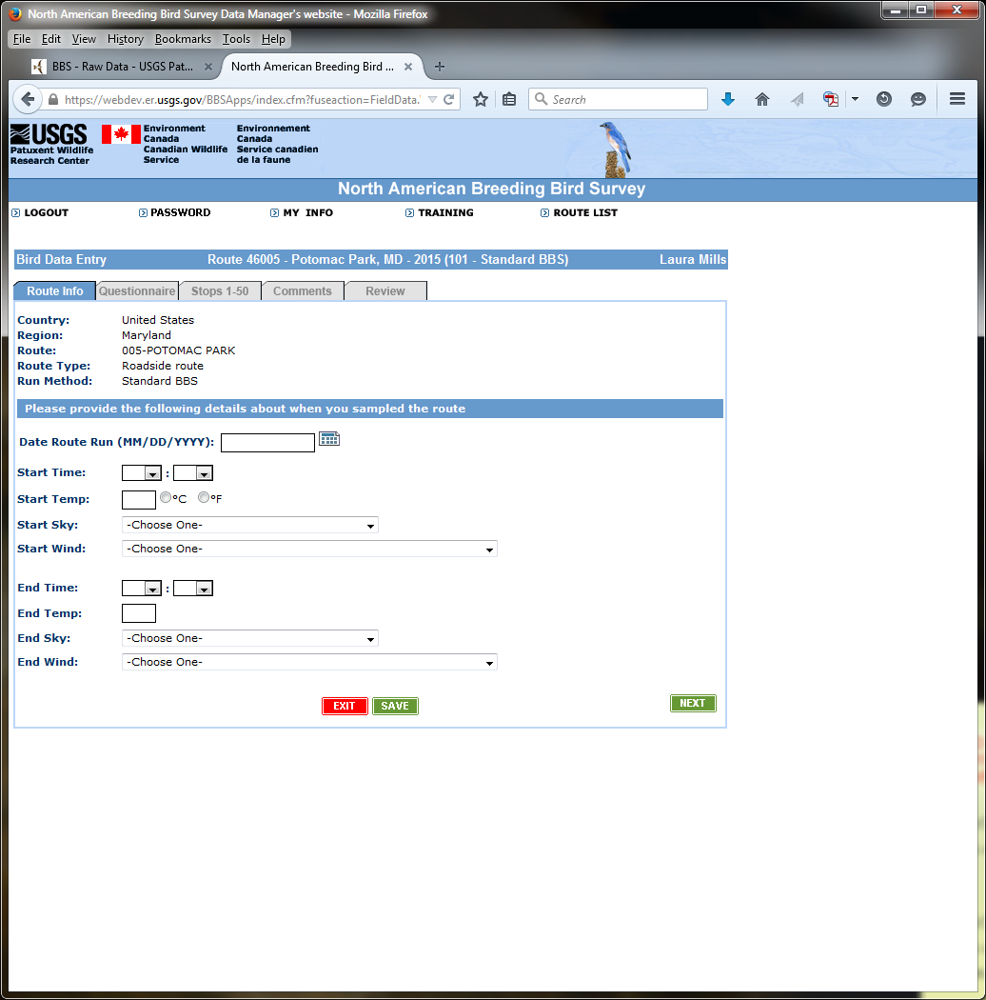 North American Breeding Bird Survey Data Manager's website - Mozilla Firefox
File Edit View History Bookmarks Tools Help
BBS - Raw Data - USGS Pat... North American Breeding Bird ...
https://webdev.er.usgs.gov/BBSApps/index.cfm?fuseaction=FieldData. Search
USGS
Patuxent Wildlife
Research Center
Environment
Canada
Canadian Wildlife
Service
Environnement
Canada
Service canadien
de la faune
North American Breeding Bird Survey
LOGOUT PASSWORD MY INFO TRAINING ROUTE LIST
Bird Data Entry Route 46005 - Potomac Park, MD - 2015 (101 - Standard BBS) Laura Mills
Route Info Questionnaire Stops 1-50 Comments Review
Country: United States
Region: Maryland
Route: 005-POTOMAC PARK
Route Type: Roadside route
Run Method: Standard BBS
Please provide the following details about when you sampled the route
Date Route Run (MM/DD/YYYY):
Start Time: :
Start Temp: °C °F
Start Sky: -Choose One-
Start Wind: -Choose One-
End Time: :
End Temp:
End Sky: -Choose One-
End Wind: -Choose One-
EXIT SAVE NEXT